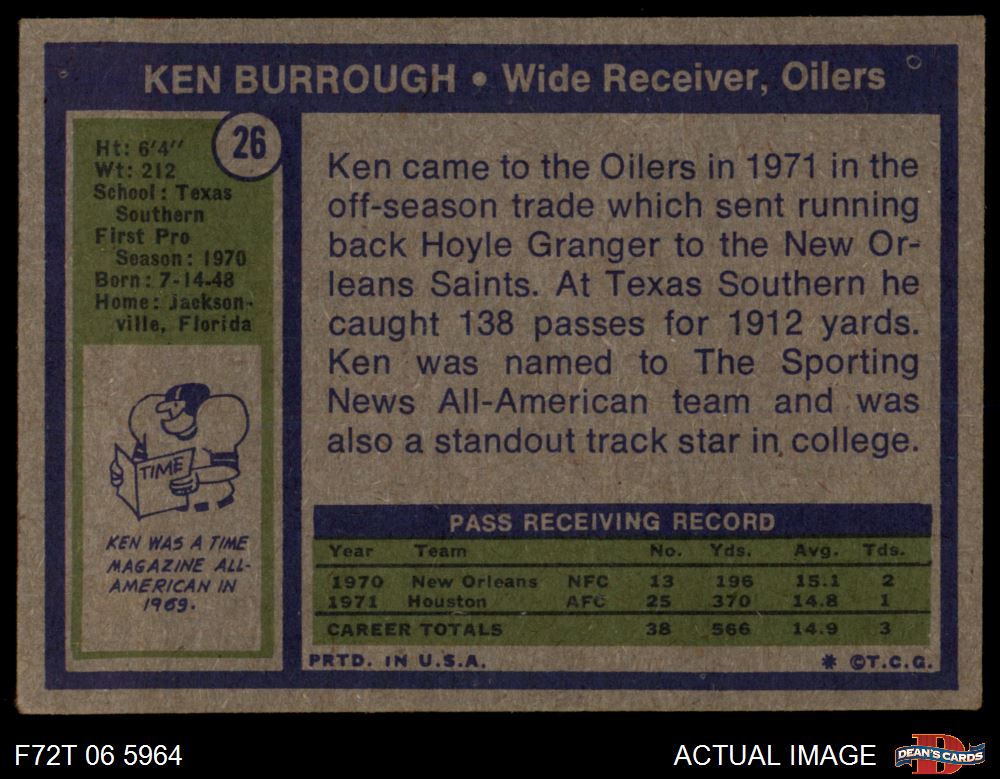 KEN BURROUGH • Wide Receiver, Oilers
26
Ht: 6'4"
Wt: 212
School: Texas
Southern
First Pro
Season: 1970
Born: 7-14-48
Home: Jackson-
ville, Florida
TIME
KEN WAS A TIME
MAGAZINE ALL-
AMERICAN IN
1969.
Ken came to the Oilers in 1971 in the
off-season trade which sent running
back Hoyle Granger to the New Or-
leans Saints. At Texas Southern he
caught 138 passes for 1912 yards.
Ken was named to The Sporting
News All-American team and was
also a standout track star in college.
PASS RECEIVING RECORD
Year Team No. Yds. Avg. Tds.
1970 New Orleans NFC 13 196 15.1 2
1971 Houston AFC 25 370 14.8 1
CAREER TOTALS 38 566 14.9 3
PRTD. IN U.S.A. * ©T.C.G.
F72T 06 5964 ACTUAL IMAGE DEAN'S CARDS